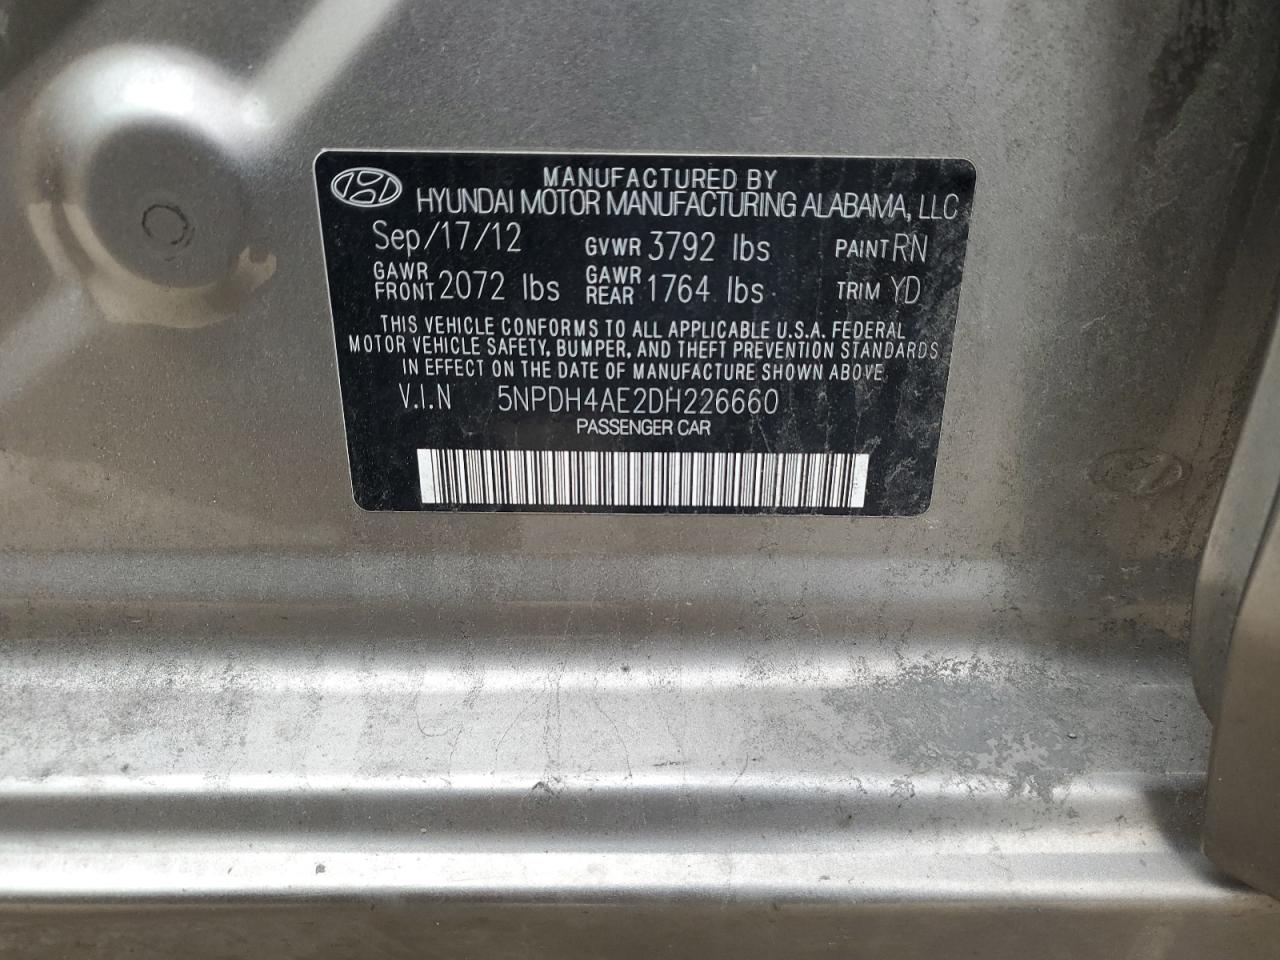 MANUFACTURED BY
HYUNDAI MOTOR MANUFACTURING ALABAMA, LLC
Sep/17/12 GVWR 3792 lbs PAINT RN
GAWR FRONT 2072 lbs GAWR REAR 1764 lbs TRIM YD
THIS VEHICLE CONFORMS TO ALL APPLICABLE U.S.A. FEDERAL
MOTOR VEHICLE SAFETY, BUMPER, AND THEFT PREVENTION STANDARDS
IN EFFECT ON THE DATE OF MANUFACTURE SHOWN ABOVE
V.I.N 5NPDH4AE2DH226660
PASSENGER CAR